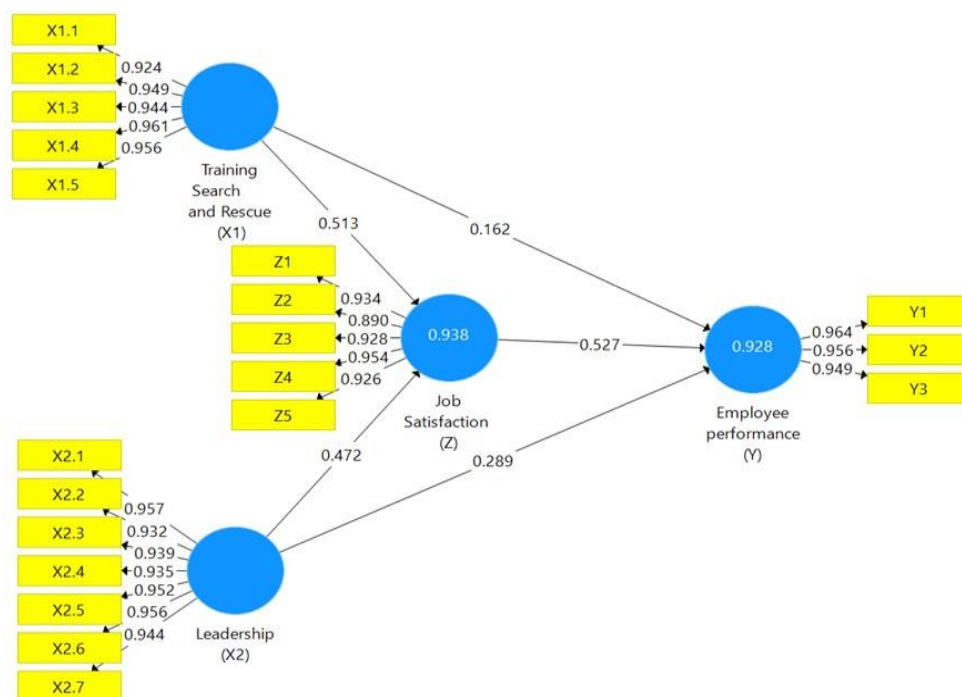 X1.1
X1.2
X1.3
X1.4
X1.5
0.924
0.949
0.944
0.961
0.956
Training
Search
and Rescue
(X1)
0.513
0.162
Z1
Z2
Z3
Z4
Z5
0.934
0.890
0.928
0.954
0.926
0.938
Job
Satisfaction
(Z)
0.527
0.928
Employee
performance
(Y)
0.964
0.956
0.949
Y1
Y2
Y3
0.472
0.289
X2.1
X2.2
X2.3
X2.4
X2.5
X2.6
X2.7
0.957
0.932
0.939
0.935
0.952
0.956
0.944
Leadership
(X2)